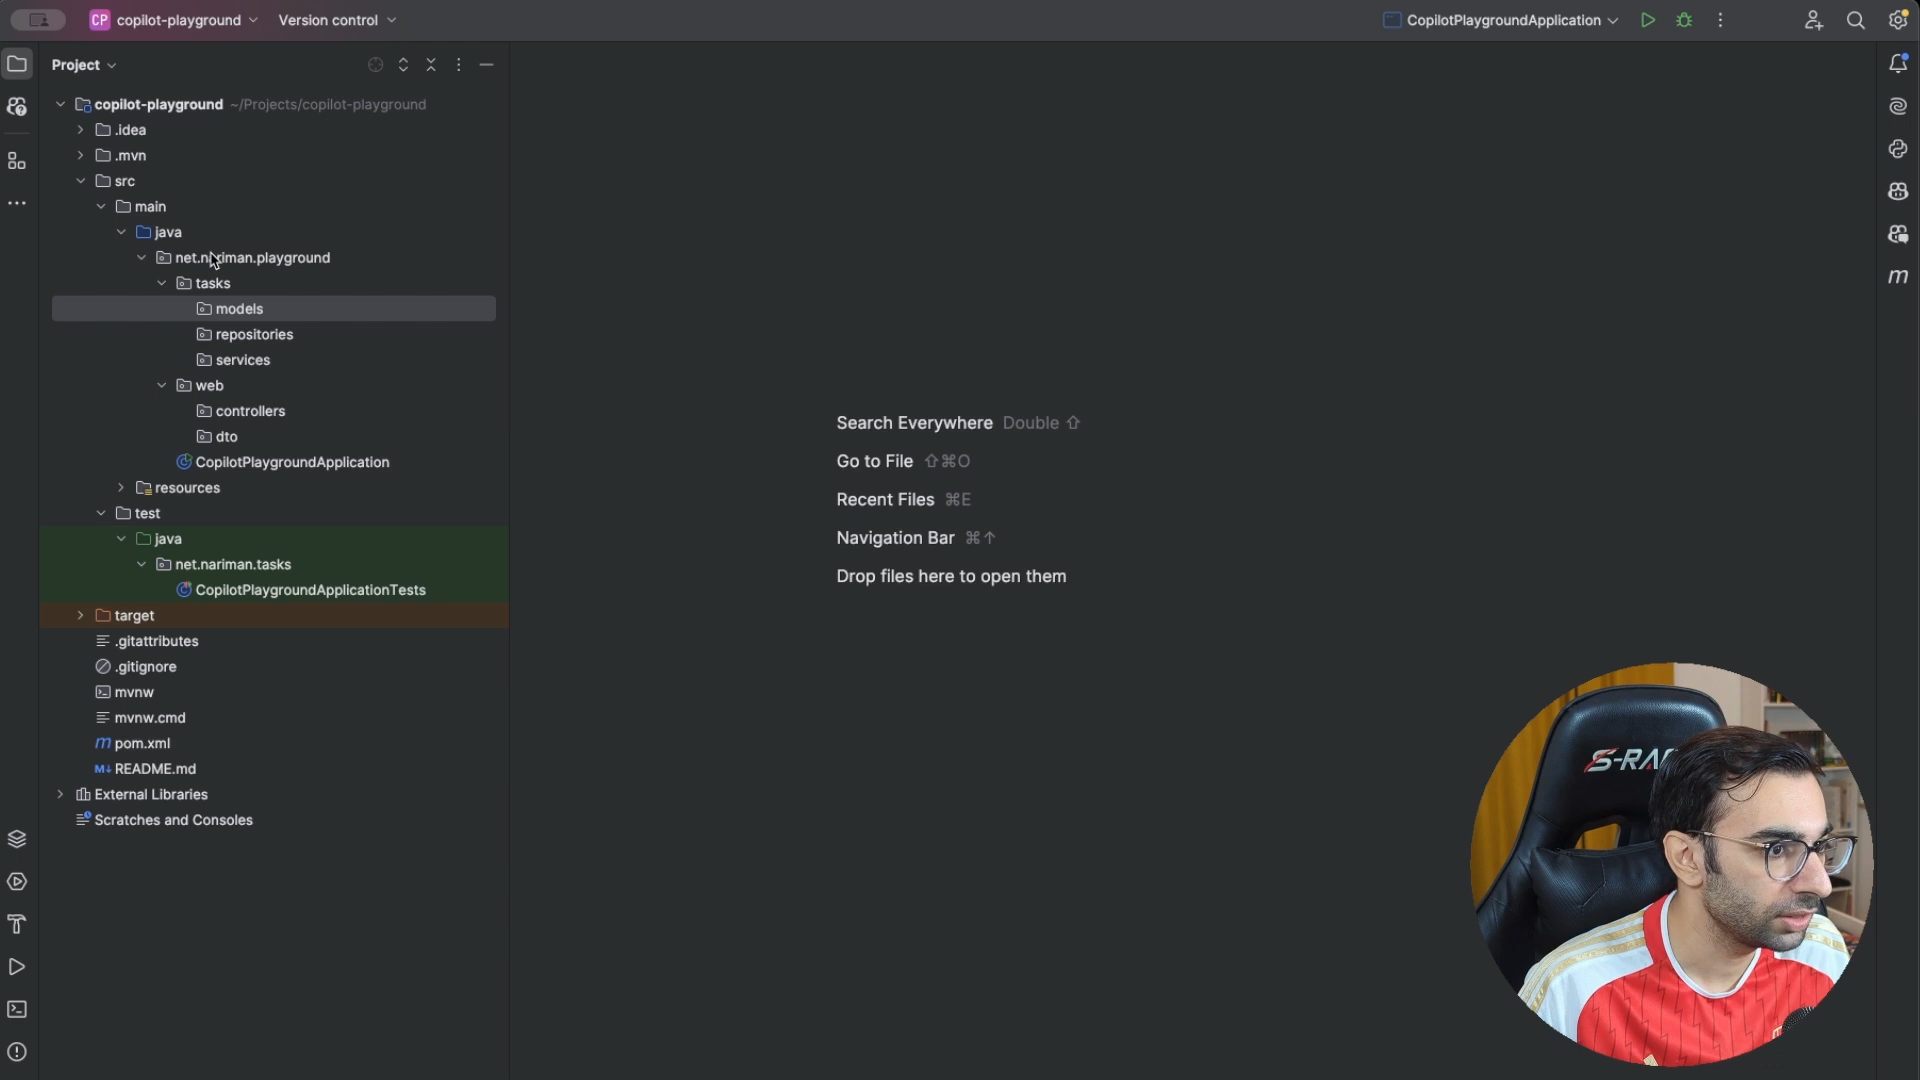 CP copilot-playground Version control CopilotPlaygroundApplication
Project
copilot-playground ~/Projects/copilot-playground
.idea
.mvn
src
main
java
net.nariman.playground
tasks
models
repositories
services
web
controllers
dto
CopilotPlaygroundApplication
resources
test
java
net.nariman.tasks
CopilotPlaygroundApplicationTests
target
.gitattributes
.gitignore
mvnw
mvnw.cmd
m pom.xml
M↓ README.md
External Libraries
Scratches and Consoles
Search Everywhere Double ⇧
Go to File ⇧⌘O
Recent Files ⌘E
Navigation Bar ⌘↑
Drop files here to open them
m